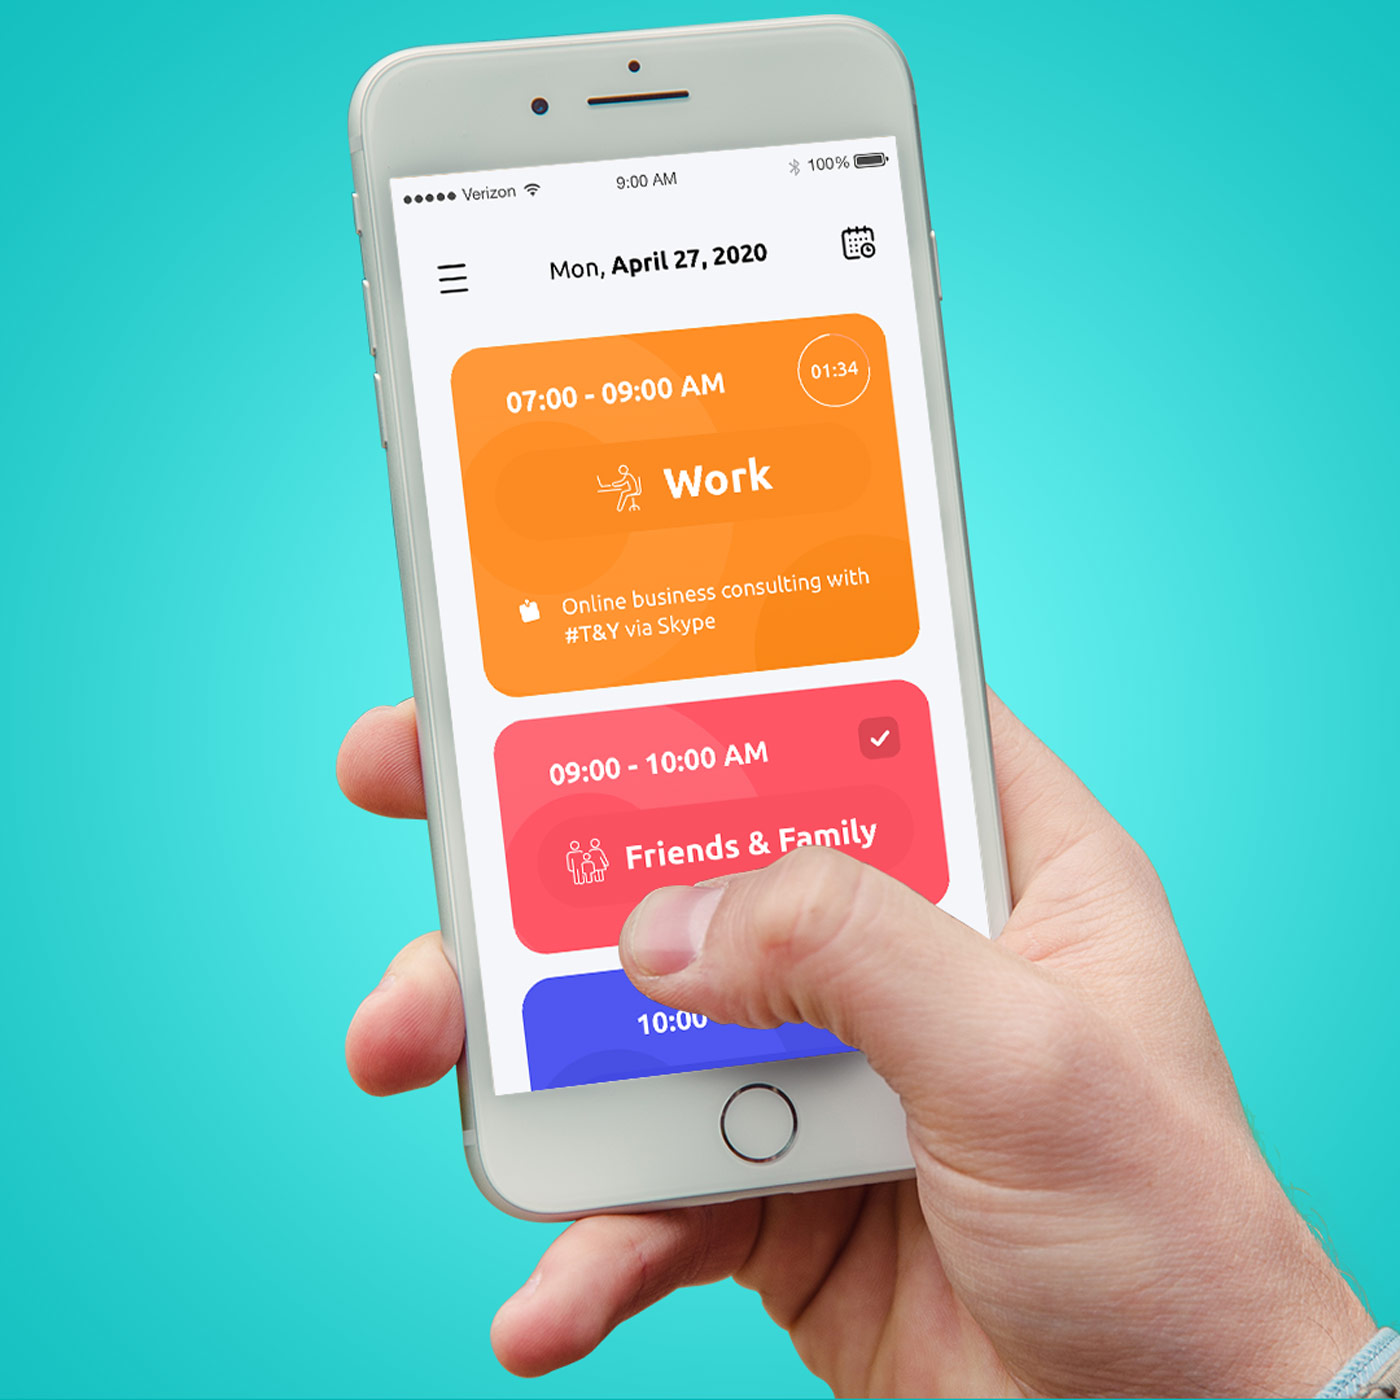 Verizon 9:00 AM 100%
Mon, April 27, 2020
07:00 - 09:00 AM 01:34
Work
Online business consulting with
#T&Y via Skype
09:00 - 10:00 AM
Friends & Family
10:00